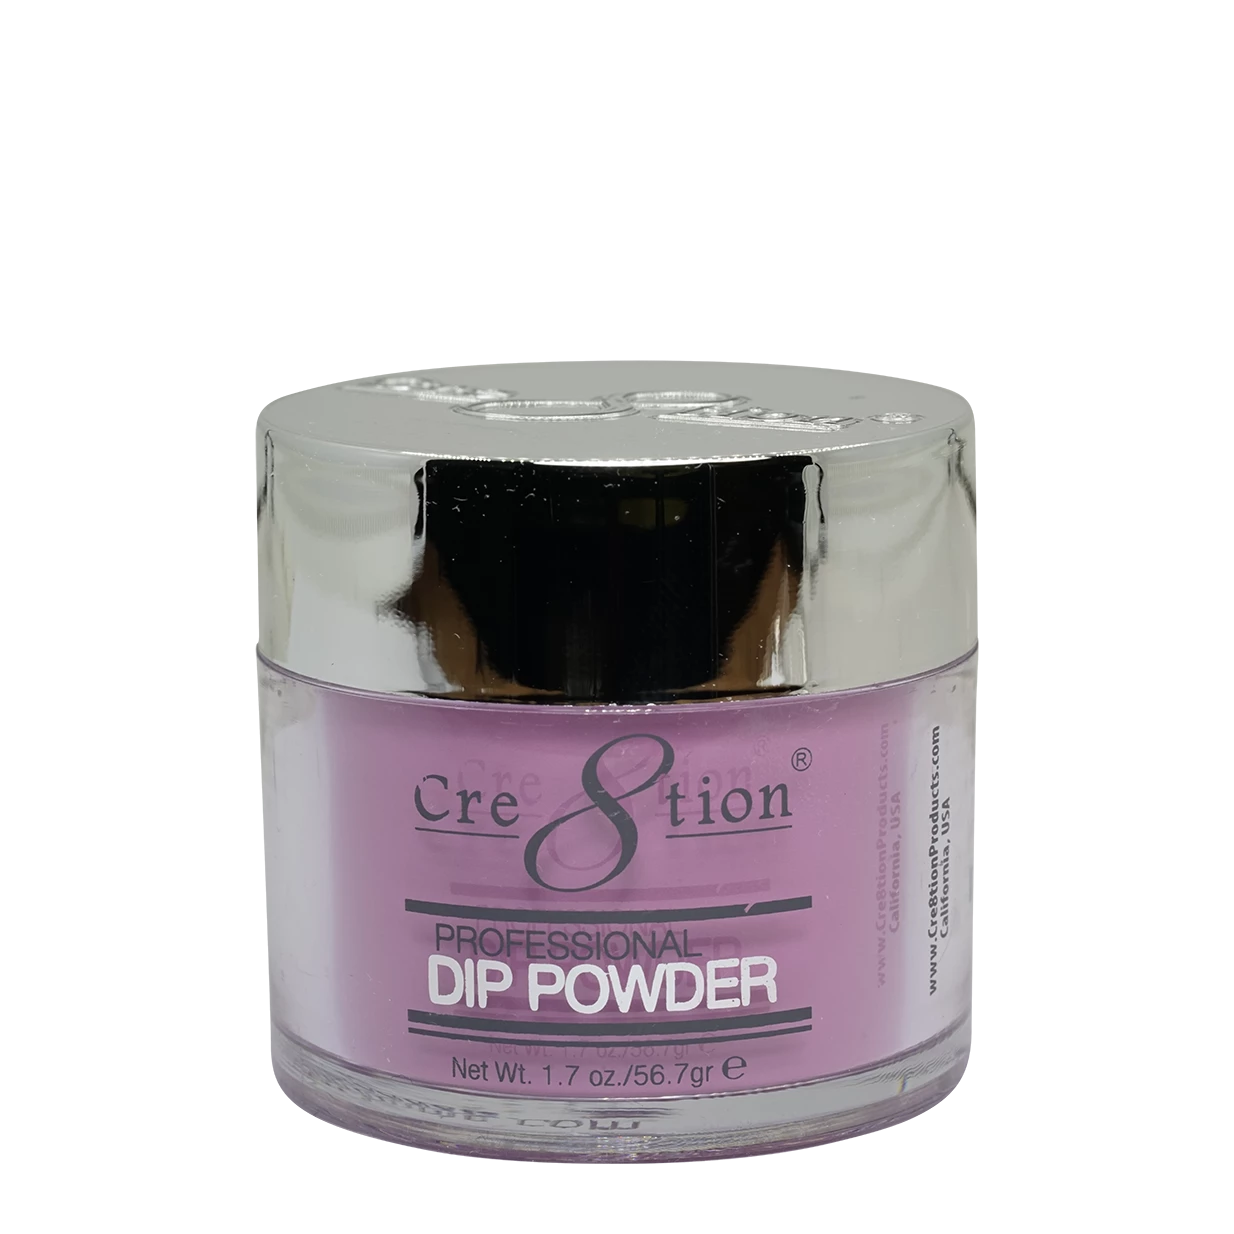 Cre8tion®
PROFESSIONAL
DIP POWDER
Net Wt. 1.7 oz./56.7gr e
www.Cre8tionProducts.com
California, USA